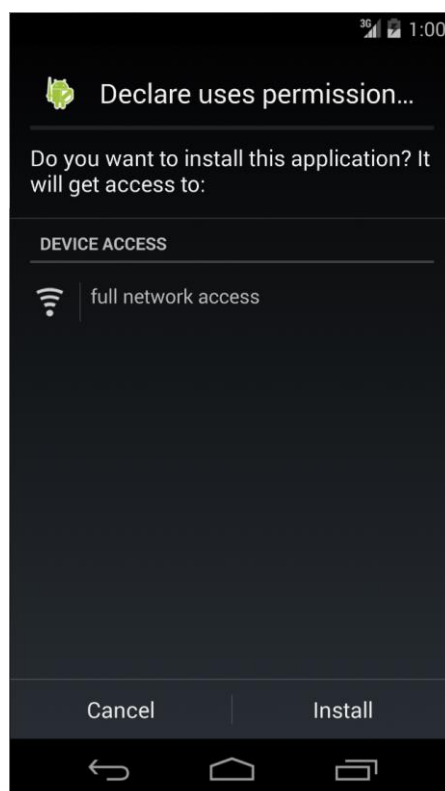 3G 1:00
Declare uses permission...
Do you want to install this application? It
will get access to:
DEVICE ACCESS
full network access
Cancel Install